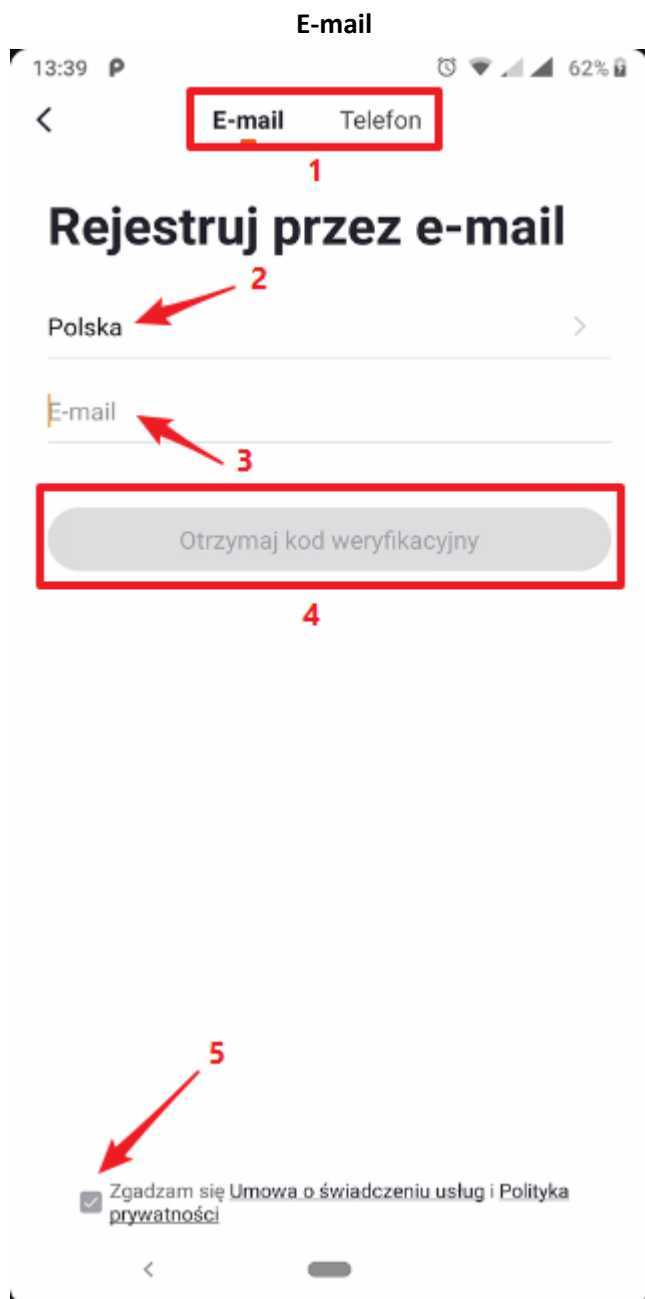 E-mail
13:39 62%
E-mail Telefon
1
Rejestruj przez e-mail
2
Polska
E-mail
3
Otrzymaj kod weryfikacyjny
4
5
Zgadzam się Umowa o świadczeniu usług i Polityka
prywatności